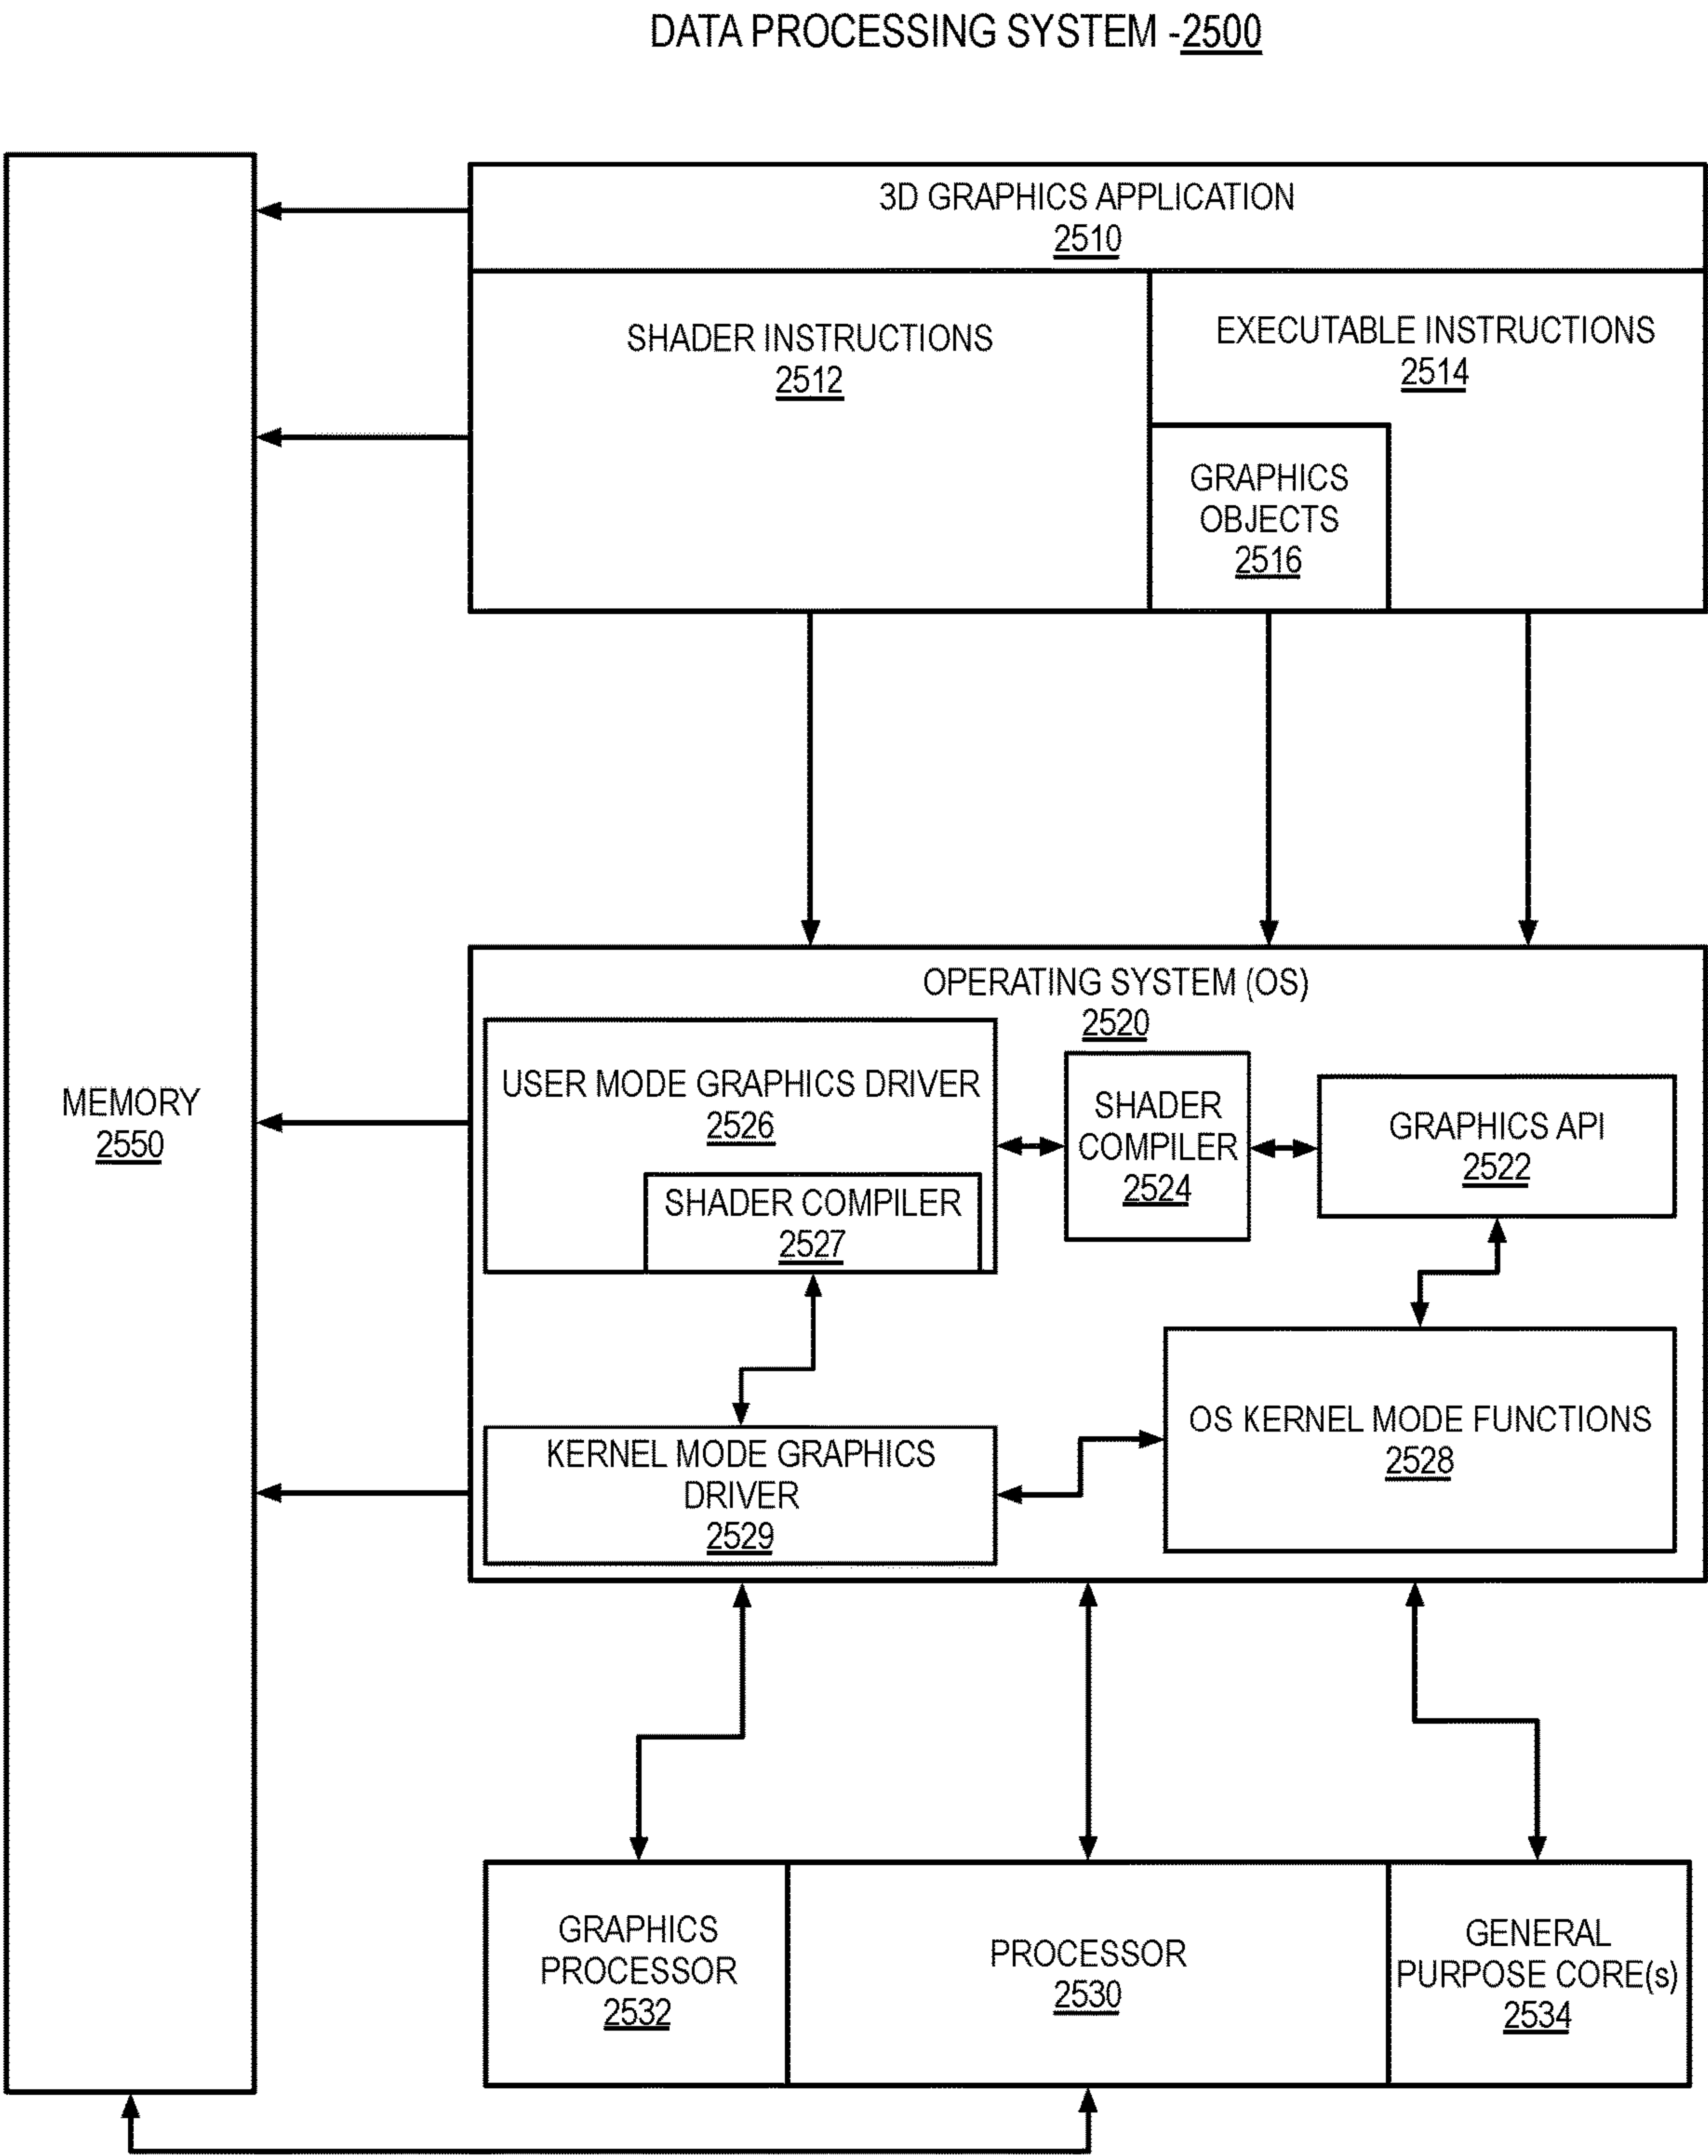 DATA PROCESSING SYSTEM -2500
3D GRAPHICS APPLICATION
2510
SHADER INSTRUCTIONS
2512
EXECUTABLE INSTRUCTIONS
2514
GRAPHICS
OBJECTS
2516
MEMORY
2550
OPERATING SYSTEM (OS)
2520
USER MODE GRAPHICS DRIVER
2526
SHADER COMPILER
2527
SHADER
COMPILER
2524
GRAPHICS API
2522
KERNEL MODE GRAPHICS
DRIVER
2529
OS KERNEL MODE FUNCTIONS
2528
GRAPHICS
PROCESSOR
2532
PROCESSOR
2530
GENERAL
PURPOSE CORE(s)
2534